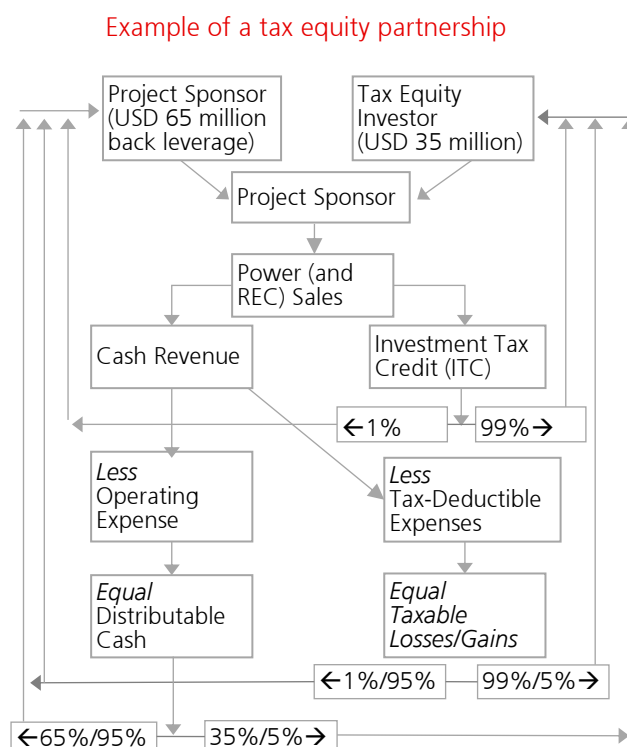 Example of a tax equity partnership
Project Sponsor
(USD 65 million
back leverage)
Tax Equity
Investor
(USD 35 million)
Project Sponsor
Power (and
REC) Sales
Cash Revenue
Investment Tax
Credit (ITC)
←1%
99%→
Less
Operating
Expense
Less
Tax-Deductible
Expenses
Equal
Distributable
Cash
Equal
Taxable
Losses/Gains
←1%/95%
99%/5%→
←65%/95%
35%/5%→